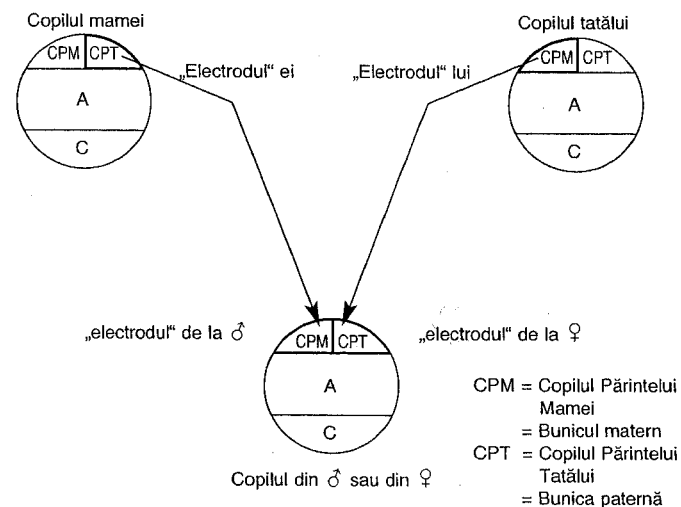 Copilul mamei
Copilul tatălui
CPM CPT
„Electrodul“ ei
„Electrodul“ lui
CPM CPT
A
A
C
C
„electrodul“ de la ♂
CPM CPT
„electrodul“ de la ♀
A
C
CPM = Copilul Părintelui
Mamei
= Bunicul matern
CPT = Copilul Părintelui
Tatălui
= Bunica paternă
Copilul din ♂ sau din ♀